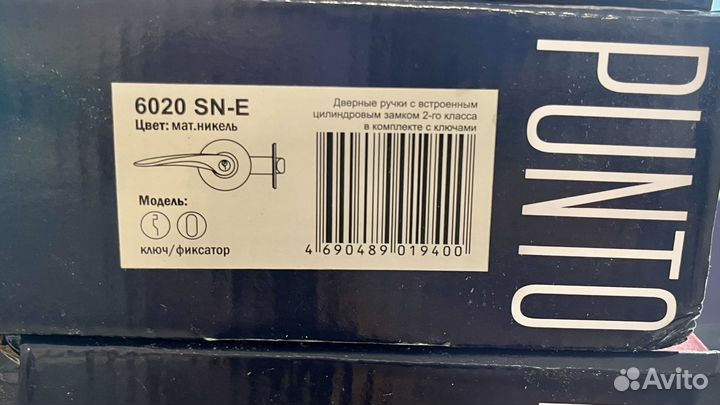 6020 SN-E
Цвет: мат.никель
Модель:
ключ/фиксатор
Дверные ручки с встроенным
цилиндровым замком 2-го класса
в комплекте с ключами
4 690489 019400
PUNTO
Avito